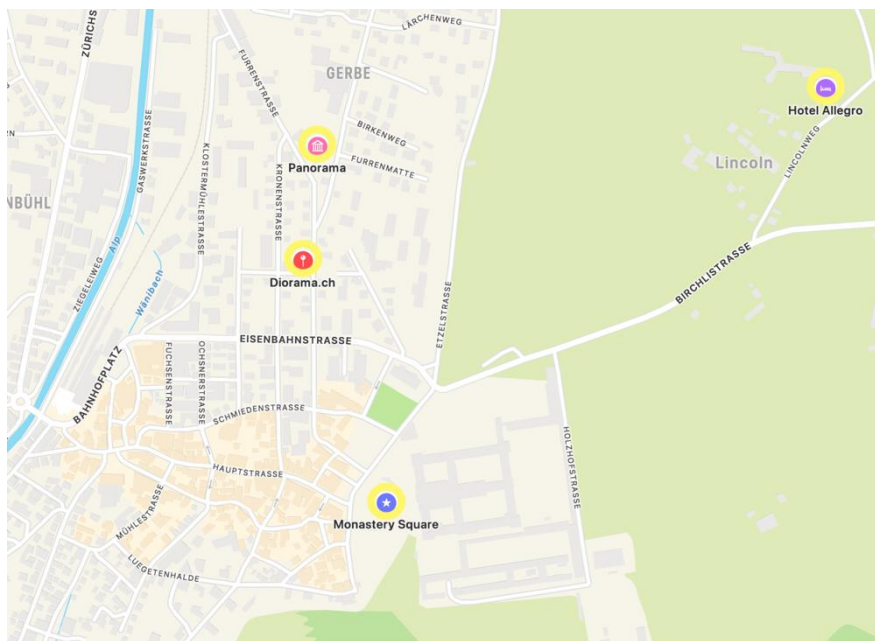 ZÜRICHS
LÄRCHENWEG
FURRENSTRASSE
GERBE
Hotel Allegro
BIRKENWEG
GASWERKSTRASSE
KLOSTERMÜHLESTRASSE
KRONENSTRASSE
Panorama
FURRENMATTE
Lincoln
LINCOLNWEG
NBÜHL
Alp
ZIEGELEIWEG
Wänibach
Diorama.ch
BIRCHLISTRASSE
ETZELSTRASSE
EISENBAHNSTRASSE
BAHNHOFPLATZ
FUCHSENSTRASSE
OCHSNERSTRASSE
SCHMIEDENSTRASSE
HOLZHOFSTRASSE
HAUPTSTRASSE
MÜHLESTRASSE
Monastery Square
LUEGETENHALDE